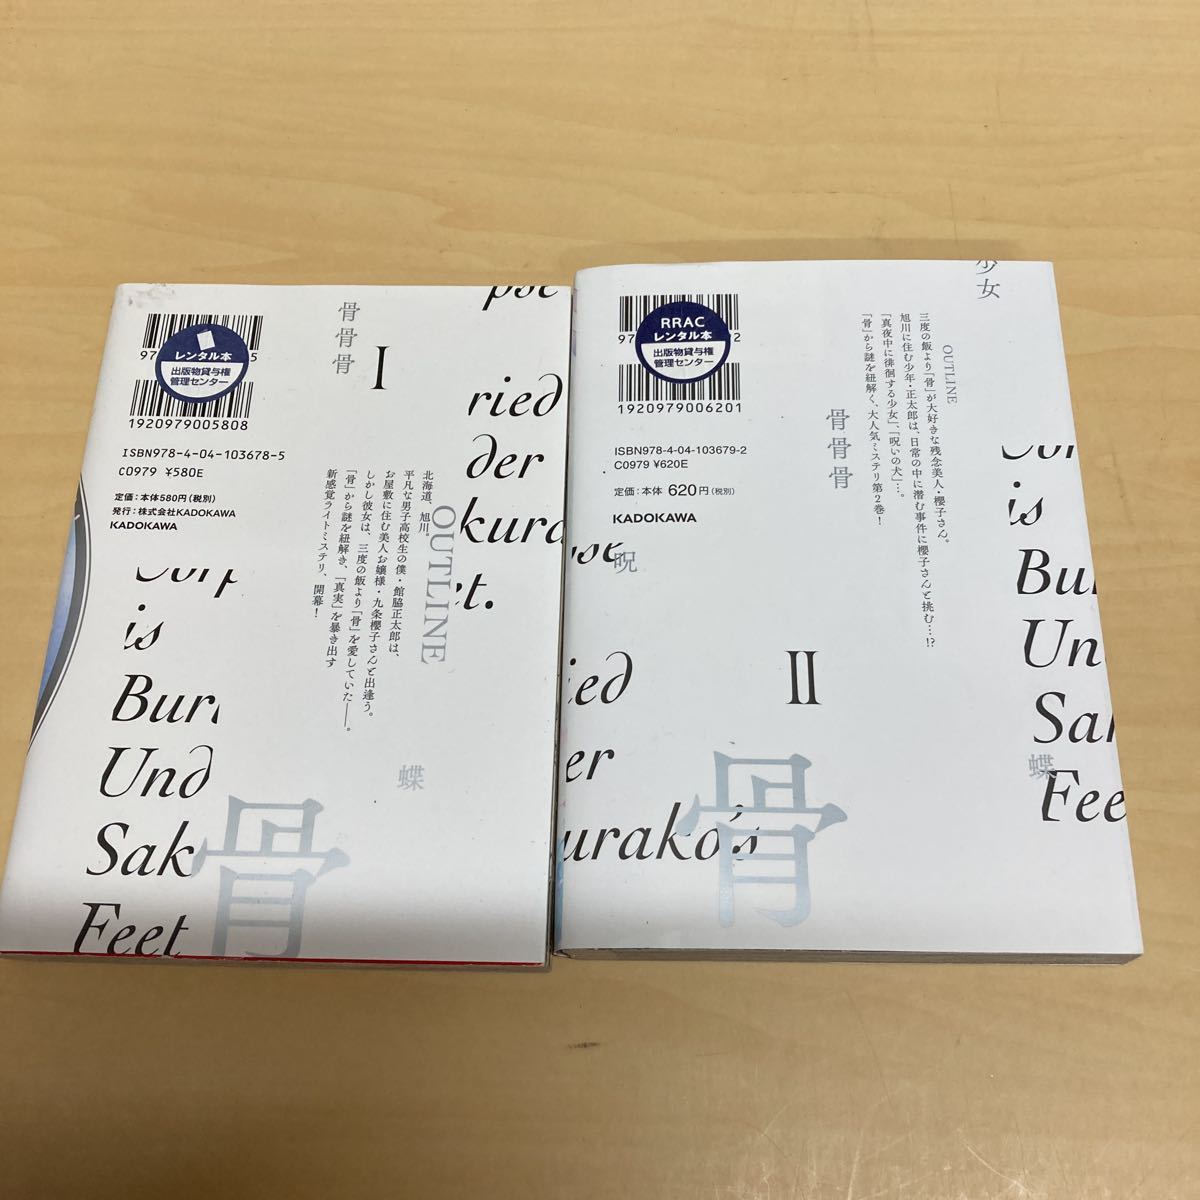 psc
骨骨骨
I
97
5
レンタル本
出版物貸与権
管理センター
1920979005808
ISBN978-4-04-103678-5
C0979 ¥580E
定価:本体580円(税別)
発行:株式会社KADOKAWA
KADOKAWA
ried
der
kura
et.
OUTLINE
北海道、旭川。
平凡な男子高校生の僕・館脇正太郎は、
お屋敷に住む美人お嬢様・九条櫻子さんと出逢う。
しかし彼女は、三度の飯より「骨」を愛していた――。
「骨」から謎を紐解き、「真実」を暴き出す
新感覚ライトミステリ、開幕!
Corp
is
Buri
Und
Sak
Feet
蝶
骨
少女
97
2
RRAC
レンタル本
出版物貸与権
管理センター
1920979006201
ISBN978-4-04-103679-2
C0979 ¥620E
定価:本体 620円(税別)
KADOKAWA
OUTLINE
三度の飯より「骨」が大好きな残念美人・櫻子さん。
旭川に住む少年・正太郎は、日常の中に潜む事件に櫻子さんと挑む…!?
「真夜中に徘徊する少女」、「呪いの犬」…。
「骨」から謎を紐解く、大人気ミステリ第2巻!
骨骨骨
呪
II
ied
er
urako's
is
Bu
Un
Sa
Feet
蝶
骨